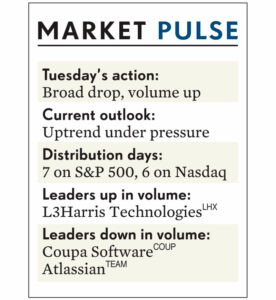 MARKET PULSE
Tuesday's action:
Broad drop, volume up
Current outlook:
Uptrend under pressure
Distribution days:
7 on S&P 500, 6 on Nasdaq
Leaders up in volume:
L3Harris Technologies LHX
Leaders down in volume:
Coupa Software COUP
Atlassian TEAM